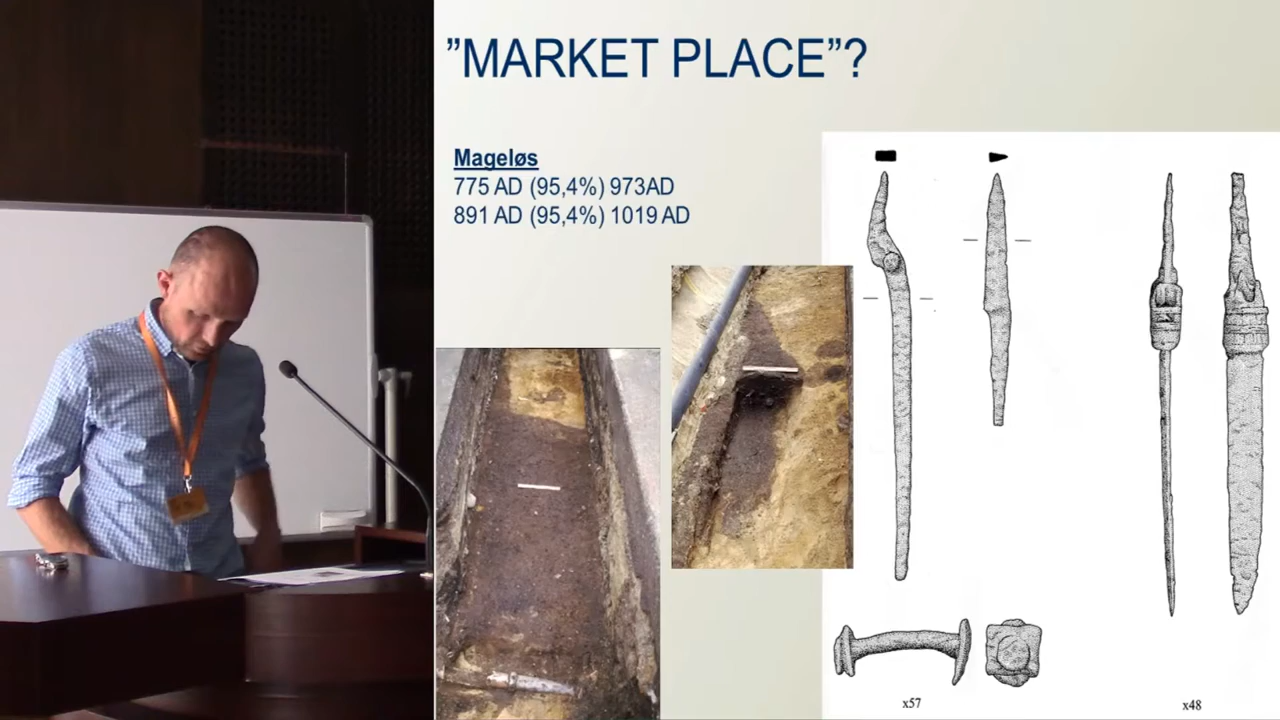 ”MARKET PLACE”?
Mageløs
775 AD (95,4%) 973AD
891 AD (95,4%) 1019 AD
x57
x48